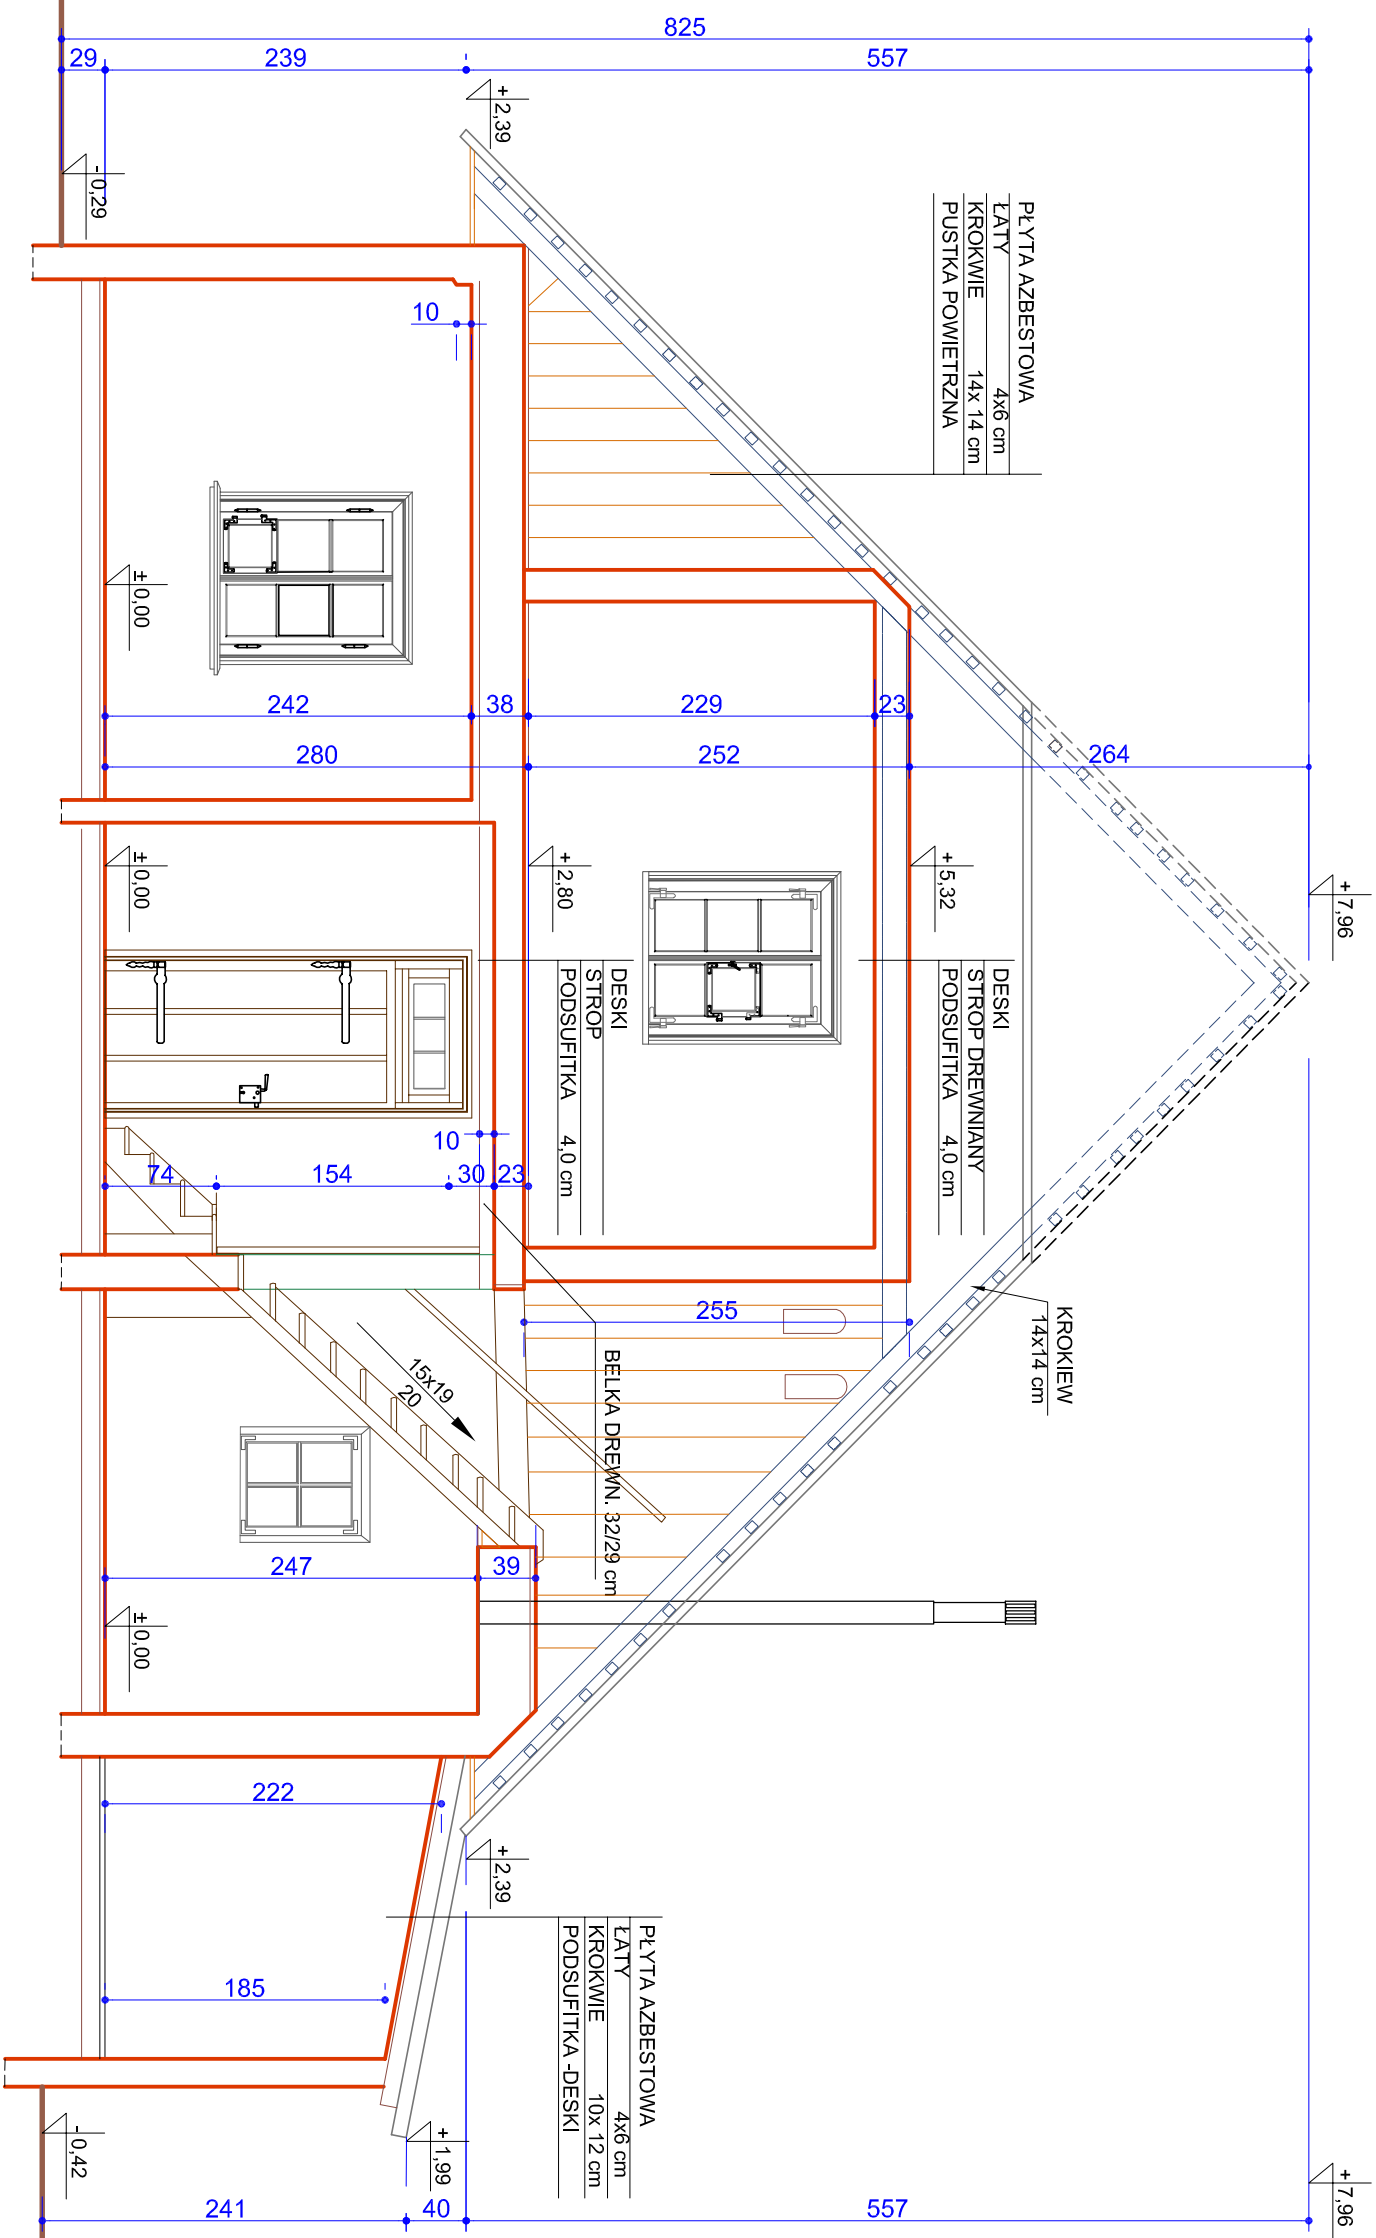 825
29
239
557
+2,39
-0,29
PŁYTA AZBESTOWA
ŁATY 4x6 cm
KROKWIE 14x 14 cm
PUSTKA POWIETRZNA
10
±0,00
242
38
229
23
280
252
264
±0,00
+2,80
+5,32
+7,96
DESKI
STROP
PODSUFITKA 4,0 cm
DESKI
STROP DREWNIANY
PODSUFITKA 4,0 cm
10
74
154
30
23
255
KROKIEW
14x14 cm
BELKA DREWN. 32/29 cm
15x19
20
247
39
±0,00
222
+2,39
185
PŁYTA AZBESTOWA
ŁATY 4x6 cm
KROKWIE 10x 12 cm
PODSUFITKA -DESKI
-0,42
+1,99
+7,96
241
40
557